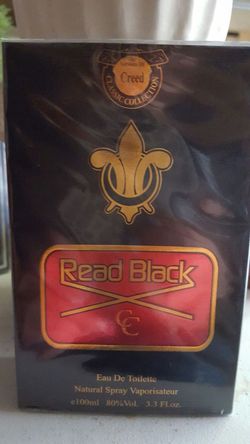 Creed
CLASSIC COLLECTION
Read Black
CC
Eau De Toilette
Natural Spray Vaporisateur
e100ml 80%Vol. 3.3 Fl.oz.